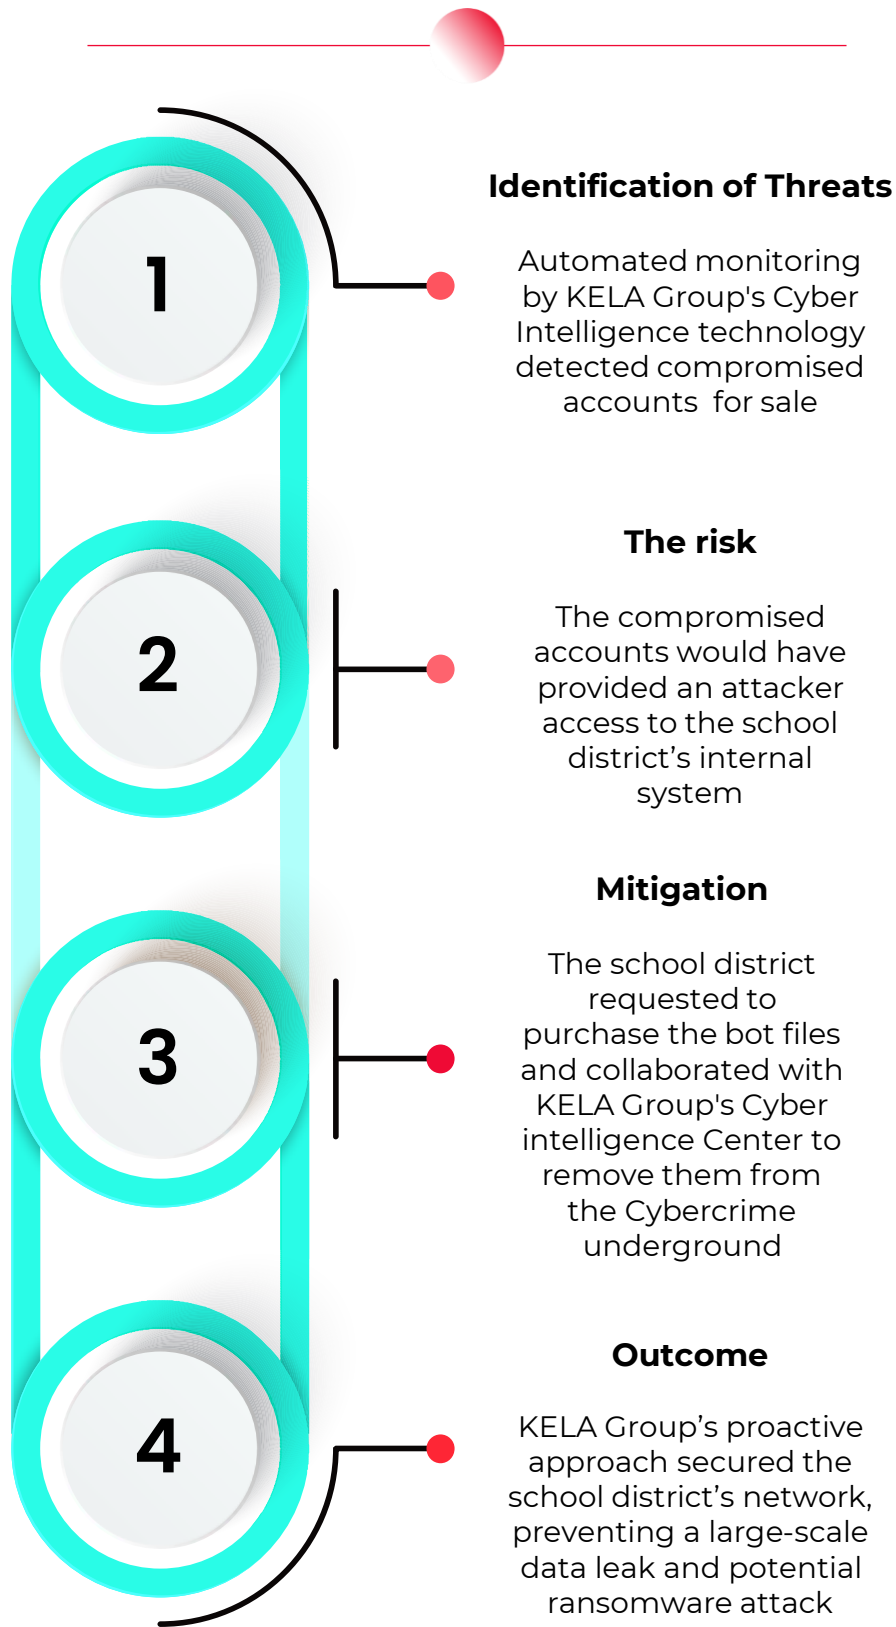 1
Identification of Threats
Automated monitoring
by KELA Group's Cyber
Intelligence technology
detected compromised
accounts  for sale
2
The risk
The compromised
accounts would have
provided an attacker
access to the school
district’s internal
system
3
Mitigation
The school district
requested to
purchase the bot files
and collaborated with
KELA Group's Cyber
intelligence Center to
remove them from
the Cybercrime
underground
4
Outcome
KELA Group’s proactive
approach secured the
school district’s network,
preventing a large-scale
data leak and potential
ransomware attack